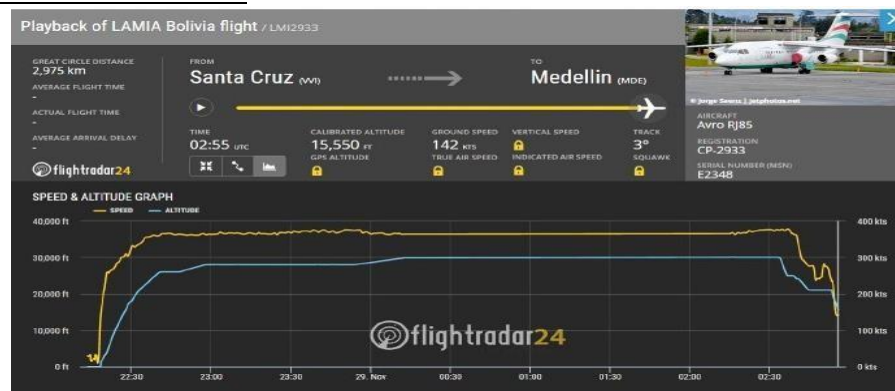 Playback of LAMIA Bolivia flight / LMI2933
GREAT CIRCLE DISTANCE
2,975 km
AVERAGE FLIGHT TIME
-
ACTUAL FLIGHT TIME
-
AVERAGE ARRIVAL DELAY
-
flightradar24
FROM
Santa Cruz (VVI)
TO
Medellin (MDE)
TIME
02:55 UTC
CALIBRATED ALTITUDE
15,550 FT
GPS ALTITUDE
GROUND SPEED
142 KTS
TRUE AIR SPEED
VERTICAL SPEED
INDICATED AIR SPEED
TRACK
3°
SQUAWK
© Jorge Saenz | jetphotos.net
AIRCRAFT
Avro RJ85
REGISTRATION
CP-2933
SERIAL NUMBER (MSN)
E2348
SPEED & ALTITUDE GRAPH
SPEED ALTITUDE
40,000 ft 400 kts
30,000 ft 300 kts
20,000 ft 200 kts
10,000 ft 100 kts
0 ft 0 kts
flightradar24
22:30 23:00 23:30 29. Nov 00:30 01:00 01:30 02:00 02:30